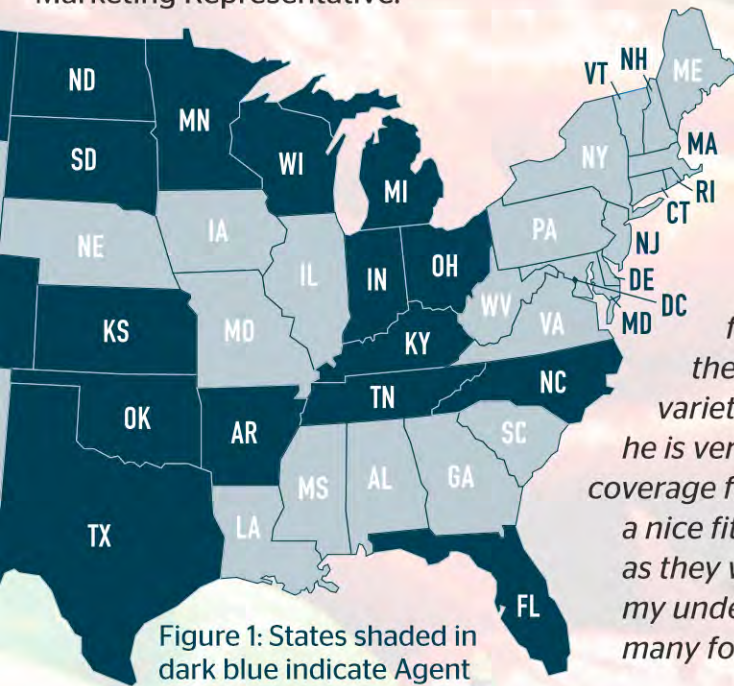 Marketing Representative.
ND
MN
SD
WI
MI
NE
IA
IL
IN
OH
KS
MO
KY
WV
VA
OK
AR
TN
NC
TX
LA
MS
AL
GA
SC
FL
VT
NH
ME
NY
MA
RI
CT
PA
NJ
DE
DC
MD
f
the
variet
he is ver
coverage f
a nice fit
as they w
my unde
many fo
Figure 1: States shaded in
dark blue indicate Agent